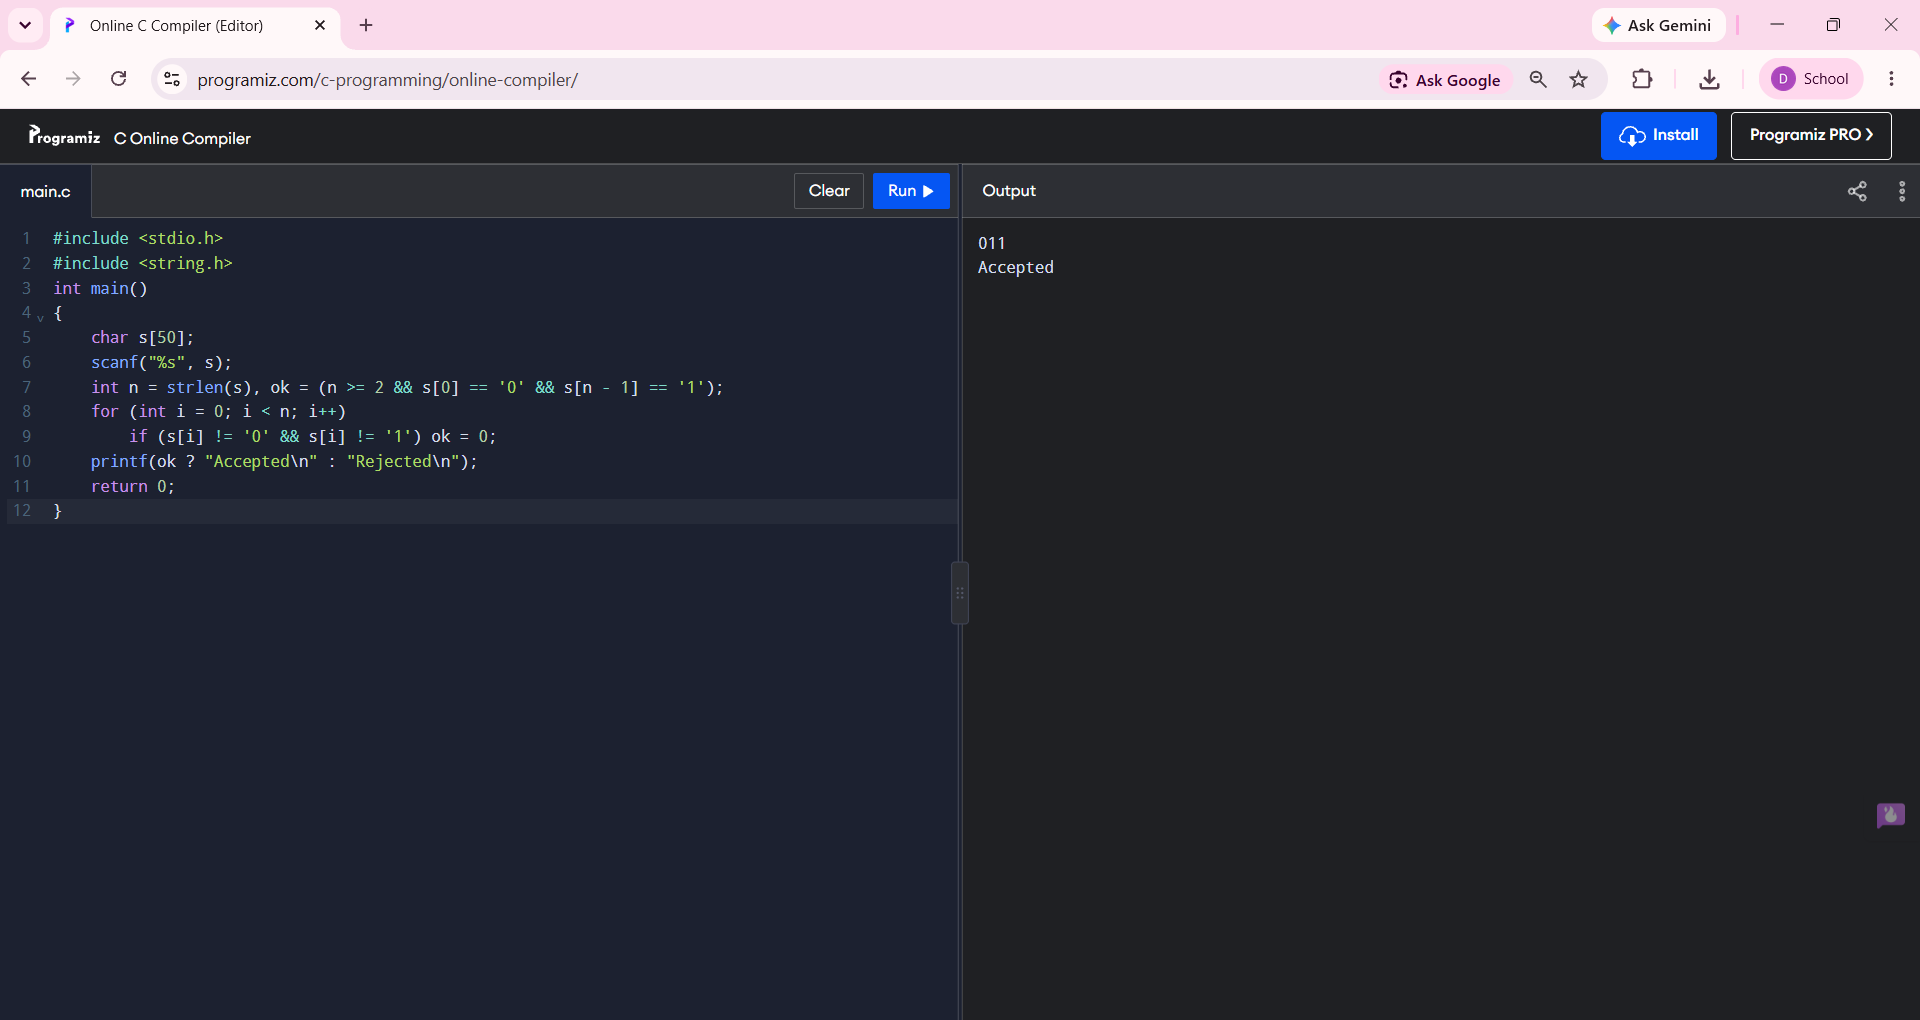 Online C Compiler (Editor)
Ask Gemini
programiz.com/c-programming/online-compiler/
Ask Google
D School
Programiz C Online Compiler
Install
Programiz PRO
main.c
Clear
Run
Output
1 #include <stdio.h>
2 #include <string.h>
3 int main()
4 {
5     char s[50];
6     scanf("%s", s);
7     int n = strlen(s), ok = (n >= 2 && s[0] == '0' && s[n - 1] == '1');
8     for (int i = 0; i < n; i++)
9         if (s[i] != '0' && s[i] != '1') ok = 0;
10     printf(ok ? "Accepted\n" : "Rejected\n");
11     return 0;
12 }
011
Accepted